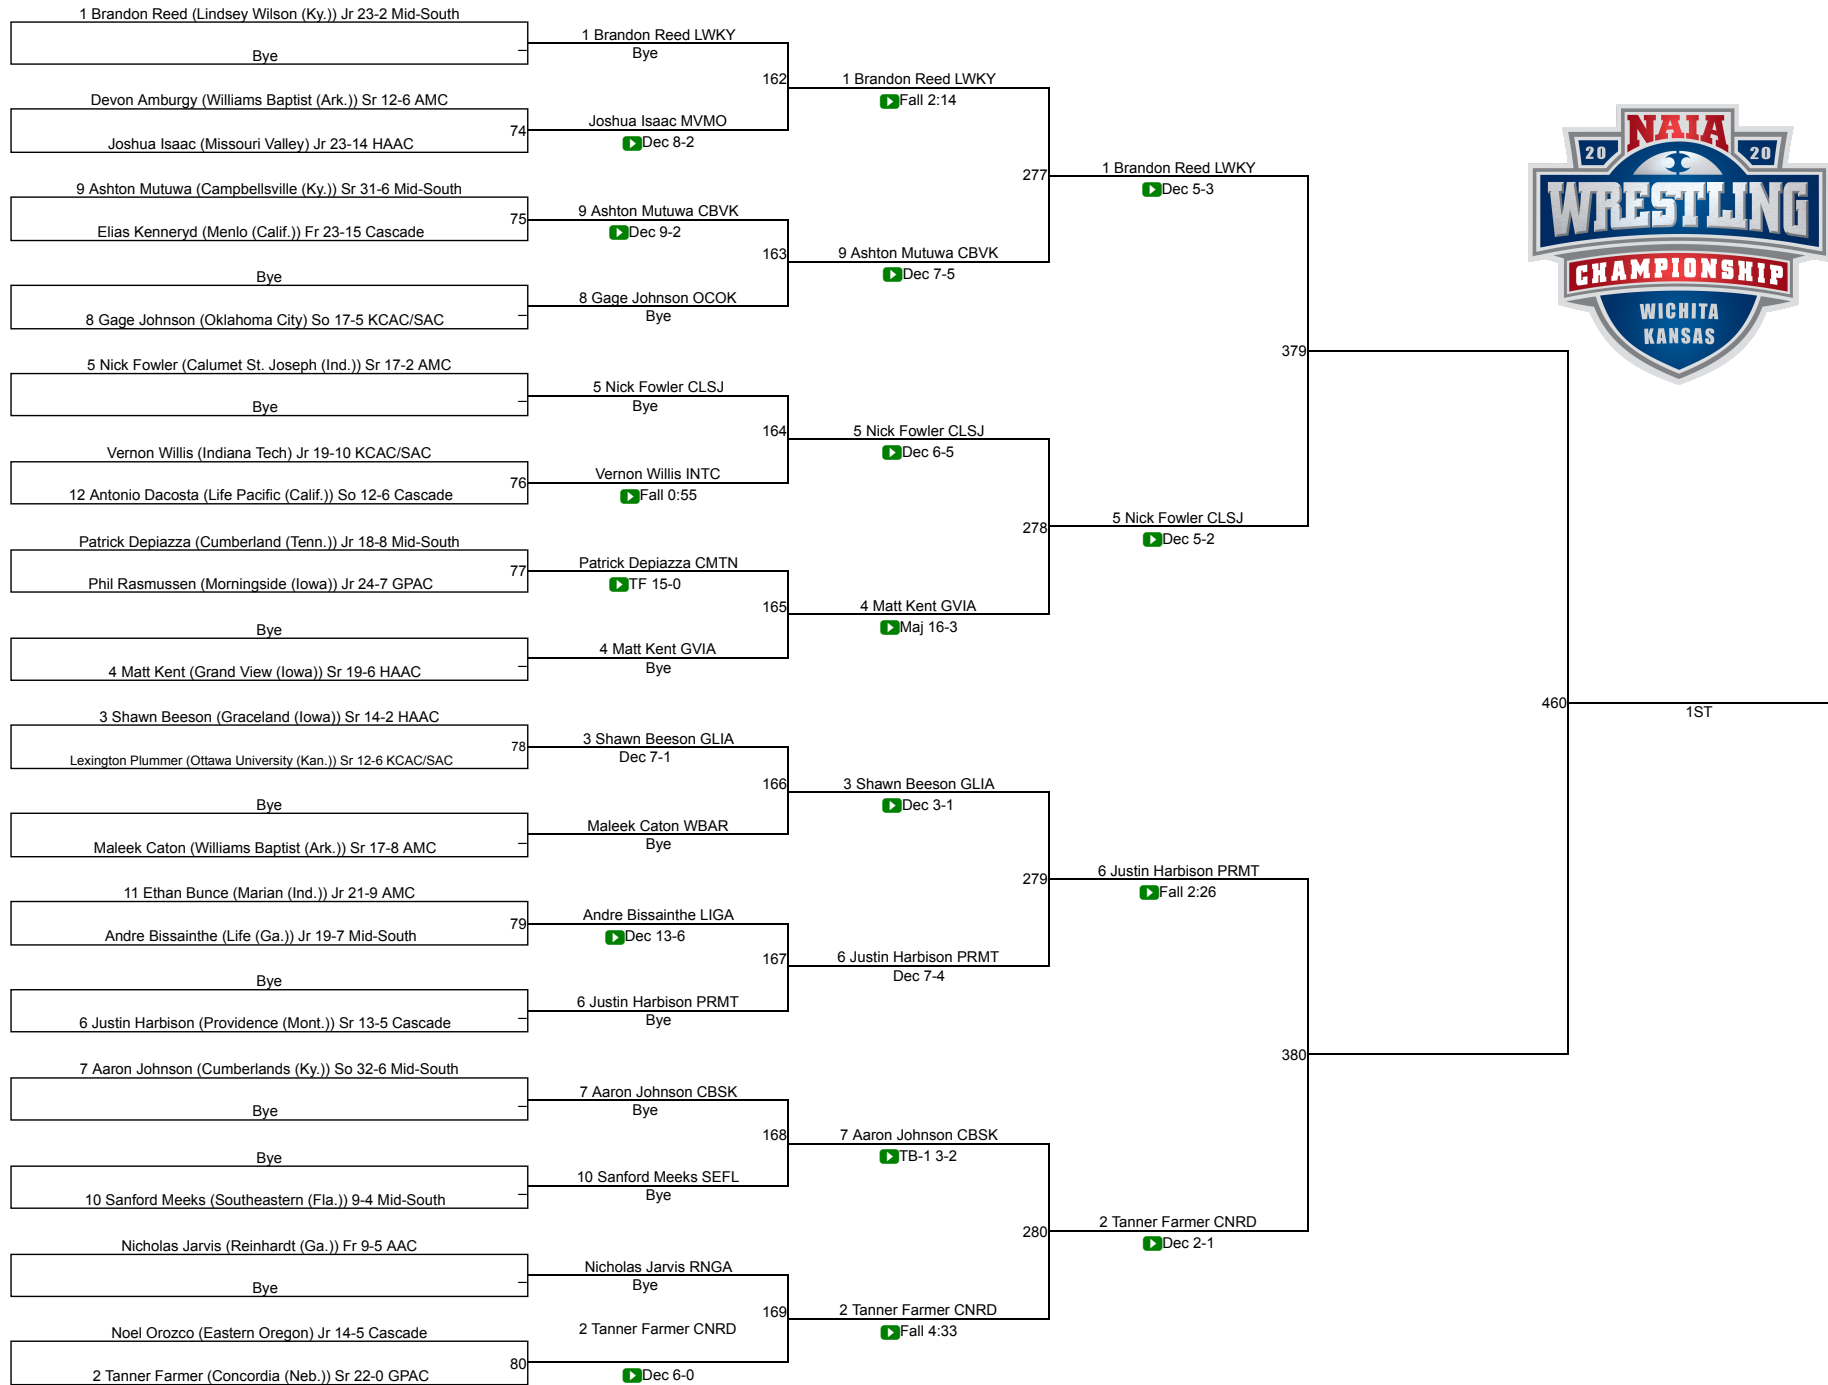 1 Brandon Reed (Lindsey Wilson (Ky.)) Jr 23-2 Mid-South
Bye
Devon Amburgy (Williams Baptist (Ark.)) Sr 12-6 AMC
74
Joshua Isaac (Missouri Valley) Jr 23-14 HAAC
9 Ashton Mutuwa (Campbellsville (Ky.)) Sr 31-6 Mid-South
75
Elias Kenneryd (Menlo (Calif.)) Fr 23-15 Cascade
Bye
8 Gage Johnson (Oklahoma City) So 17-5 KCAC/SAC
5 Nick Fowler (Calumet St. Joseph (Ind.)) Sr 17-2 AMC
Bye
Vernon Willis (Indiana Tech) Jr 19-10 KCAC/SAC
76
12 Antonio Dacosta (Life Pacific (Calif.)) So 12-6 Cascade
Patrick Depiazza (Cumberland (Tenn.)) Jr 18-8 Mid-South
77
Phil Rasmussen (Morningside (Iowa)) Jr 24-7 GPAC
Bye
4 Matt Kent (Grand View (Iowa)) Sr 19-6 HAAC
3 Shawn Beeson (Graceland (Iowa)) Sr 14-2 HAAC
78
Lexington Plummer (Ottawa University (Kan.)) Sr 12-6 KCAC/SAC
Bye
Maleek Caton (Williams Baptist (Ark.)) Sr 17-8 AMC
11 Ethan Bunce (Marian (Ind.)) Jr 21-9 AMC
79
Andre Bissainthe (Life (Ga.)) Jr 19-7 Mid-South
Bye
6 Justin Harbison (Providence (Mont.)) Sr 13-5 Cascade
7 Aaron Johnson (Cumberlands (Ky.)) So 32-6 Mid-South
Bye
Bye
10 Sanford Meeks (Southeastern (Fla.)) 9-4 Mid-South
Nicholas Jarvis (Reinhardt (Ga.)) Fr 9-5 AAC
Bye
Noel Orozco (Eastern Oregon) Jr 14-5 Cascade
80
2 Tanner Farmer (Concordia (Neb.)) Sr 22-0 GPAC
1 Brandon Reed LWKY
Bye
162
Joshua Isaac MVMO
Dec 8-2
9 Ashton Mutuwa CBVK
Dec 9-2
163
8 Gage Johnson OCOK
Bye
5 Nick Fowler CLSJ
Bye
164
Vernon Willis INTC
Fall 0:55
Patrick Depiazza CMTN
TF 15-0
165
4 Matt Kent GVIA
Bye
3 Shawn Beeson GLIA
Dec 7-1
166
Maleek Caton WBAR
Bye
Andre Bissainthe LIGA
Dec 13-6
167
6 Justin Harbison PRMT
Bye
7 Aaron Johnson CBSK
Bye
168
10 Sanford Meeks SEFL
Bye
Nicholas Jarvis RNGA
Bye
169
2 Tanner Farmer CNRD
Dec 6-0
1 Brandon Reed LWKY
Fall 2:14
277
9 Ashton Mutuwa CBVK
Dec 7-5
5 Nick Fowler CLSJ
Dec 6-5
278
4 Matt Kent GVIA
Maj 16-3
3 Shawn Beeson GLIA
Dec 3-1
279
6 Justin Harbison PRMT
Dec 7-4
7 Aaron Johnson CBSK
TB-1 3-2
280
2 Tanner Farmer CNRD
Fall 4:33
1 Brandon Reed LWKY
Dec 5-3
379
5 Nick Fowler CLSJ
Dec 5-2
6 Justin Harbison PRMT
Fall 2:26
380
2 Tanner Farmer CNRD
Dec 2-1
460
1ST
NAIA
20 20
WRESTLING
CHAMPIONSHIP
WICHITA
KANSAS